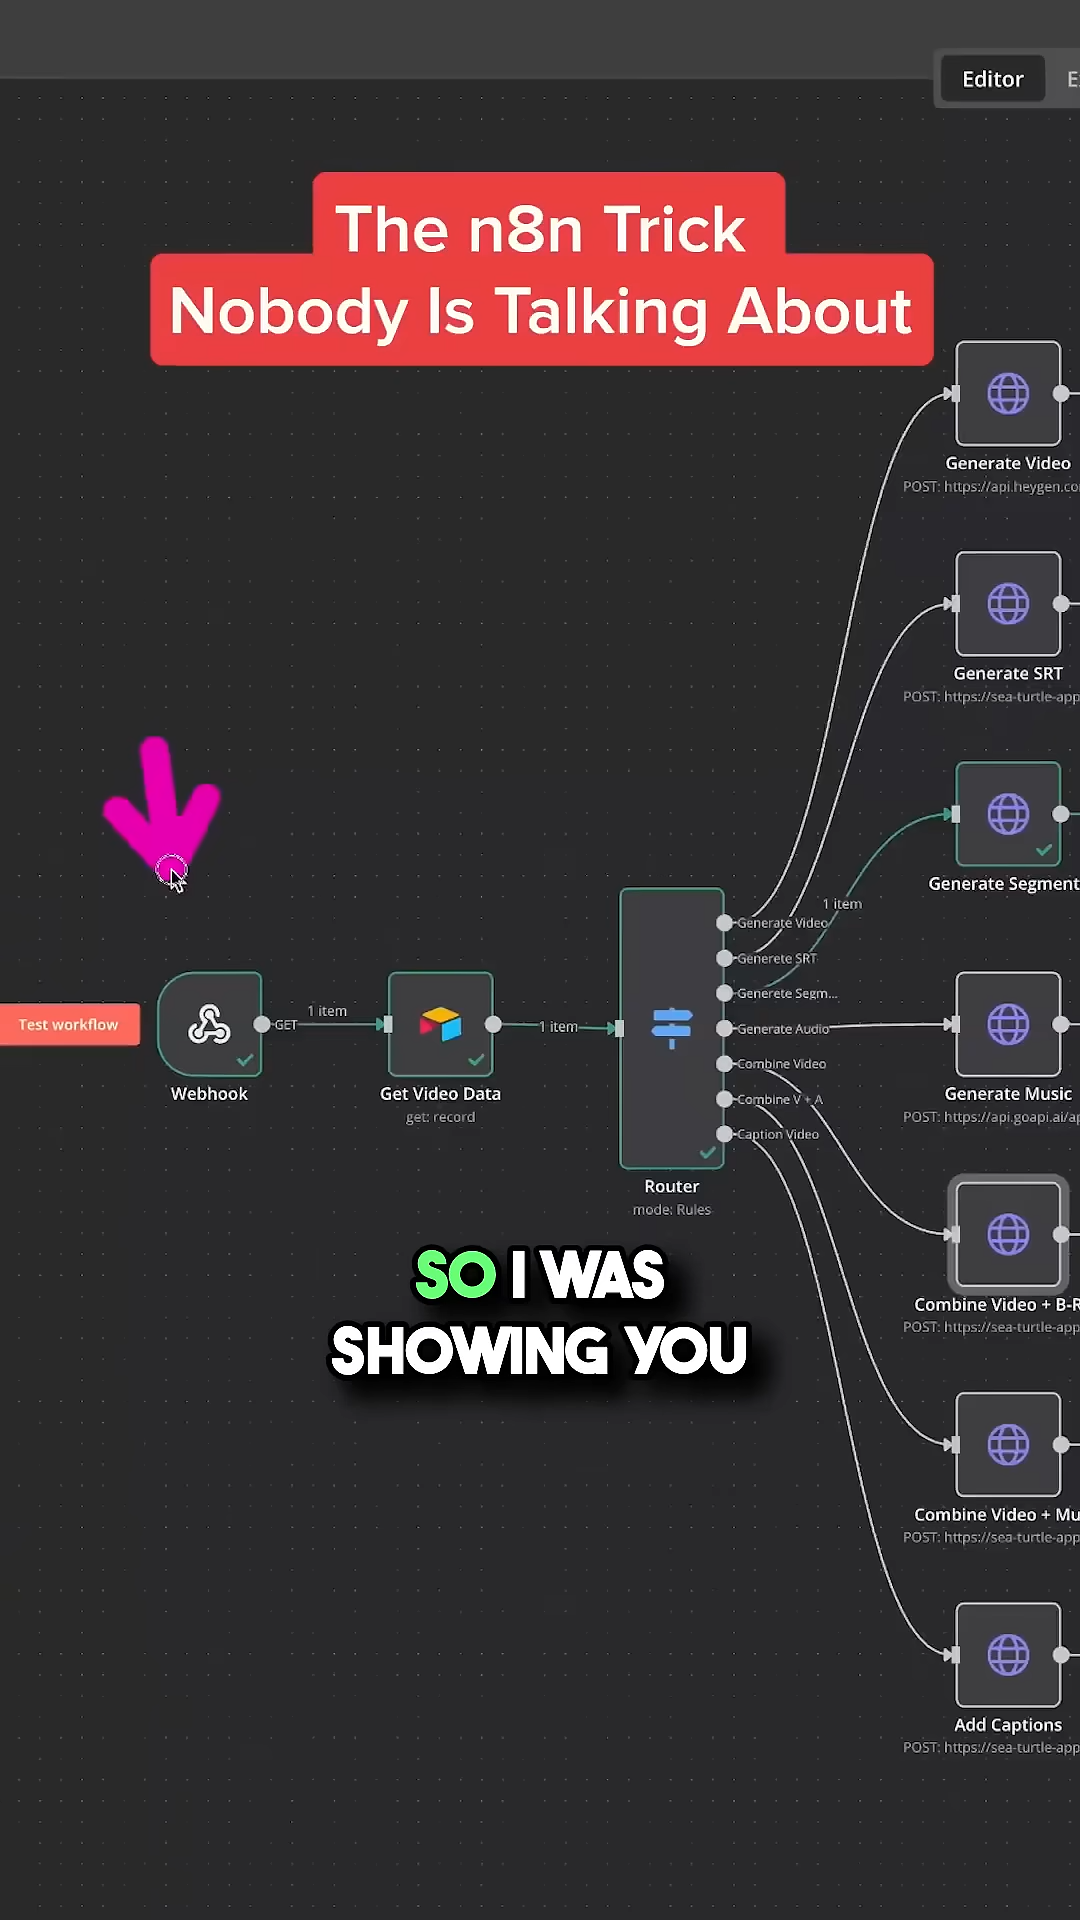 Editor
The n8n Trick
Nobody Is Talking About
Generate Video
POST: https://api.heygen.co
Generate SRT
POST: https://sea-turtle-app
Generate Segment
1 item
Generate Video
Generete SRT
Generete Segm...
Generate Audio
Combine Video
Combine V + A
Caption Video
Test workflow
GET
1 item
1 item
Webhook
Get Video Data
get: record
Router
mode: Rules
Generate Music
POST: https://api.goapi.ai/ap
SO I WAS
SHOWING YOU
Combine Video + B-R
POST: https://sea-turtle-app
Combine Video + Mu
POST: https://sea-turtle-app
Add Captions
POST: https://sea-turtle-app